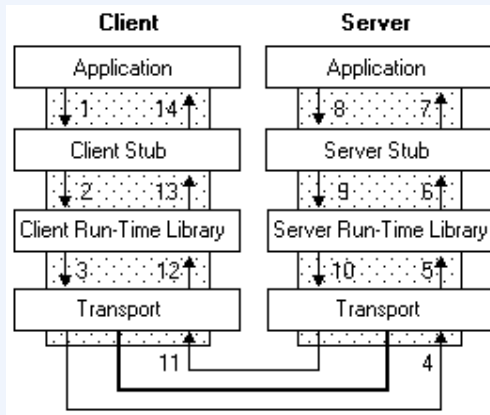 Client Server
Application Application
1 14 8 7
Client Stub Server Stub
2 13 9 6
Client Run-Time Library Server Run-Time Library
3 12 10 5
Transport Transport
11 4